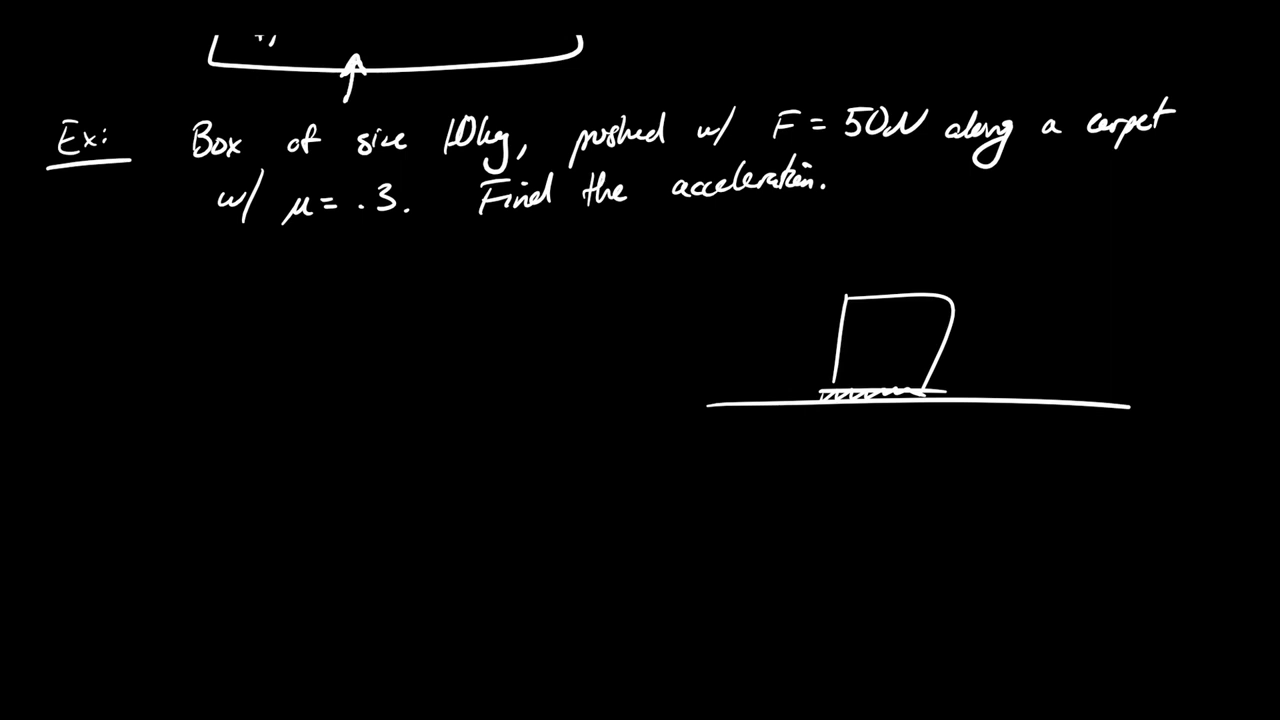 Ex: Box of size 10kg, pushed w/ F = 50N along a carpet
w/ μ = .3. Find the acceleration.